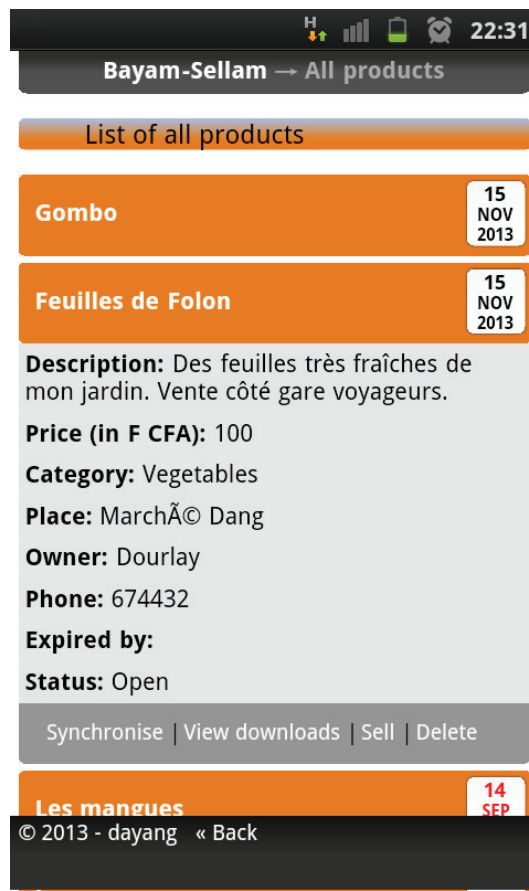 H 22:31
Bayam-Sellam → All products
List of all products
Gombo
15
NOV
2013
Feuilles de Folon
15
NOV
2013
Description: Des feuilles très fraîches de
mon jardin. Vente côté gare voyageurs.
Price (in F CFA): 100
Category: Vegetables
Place: MarchÃ© Dang
Owner: Dourlay
Phone: 674432
Expired by:
Status: Open
Synchronise | View downloads | Sell | Delete
Les mangues
14
SEP
© 2013 - dayang « Back